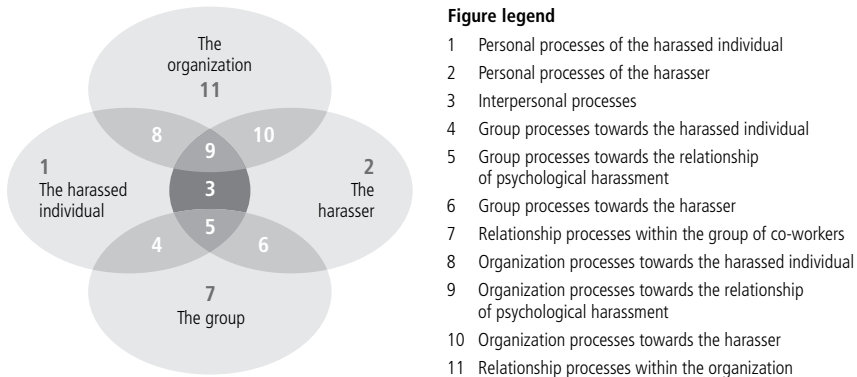 The
organization
11
8
10
9
1
The harassed
individual
3
2
The
harasser
5
4
6
7
The group
Figure legend
1 Personal processes of the harassed individual
2 Personal processes of the harasser
3 Interpersonal processes
4 Group processes towards the harassed individual
5 Group processes towards the relationship
of psychological harassment
6 Group processes towards the harasser
7 Relationship processes within the group of co-workers
8 Organization processes towards the harassed individual
9 Organization processes towards the relationship
of psychological harassment
10 Organization processes towards the harasser
11 Relationship processes within the organization